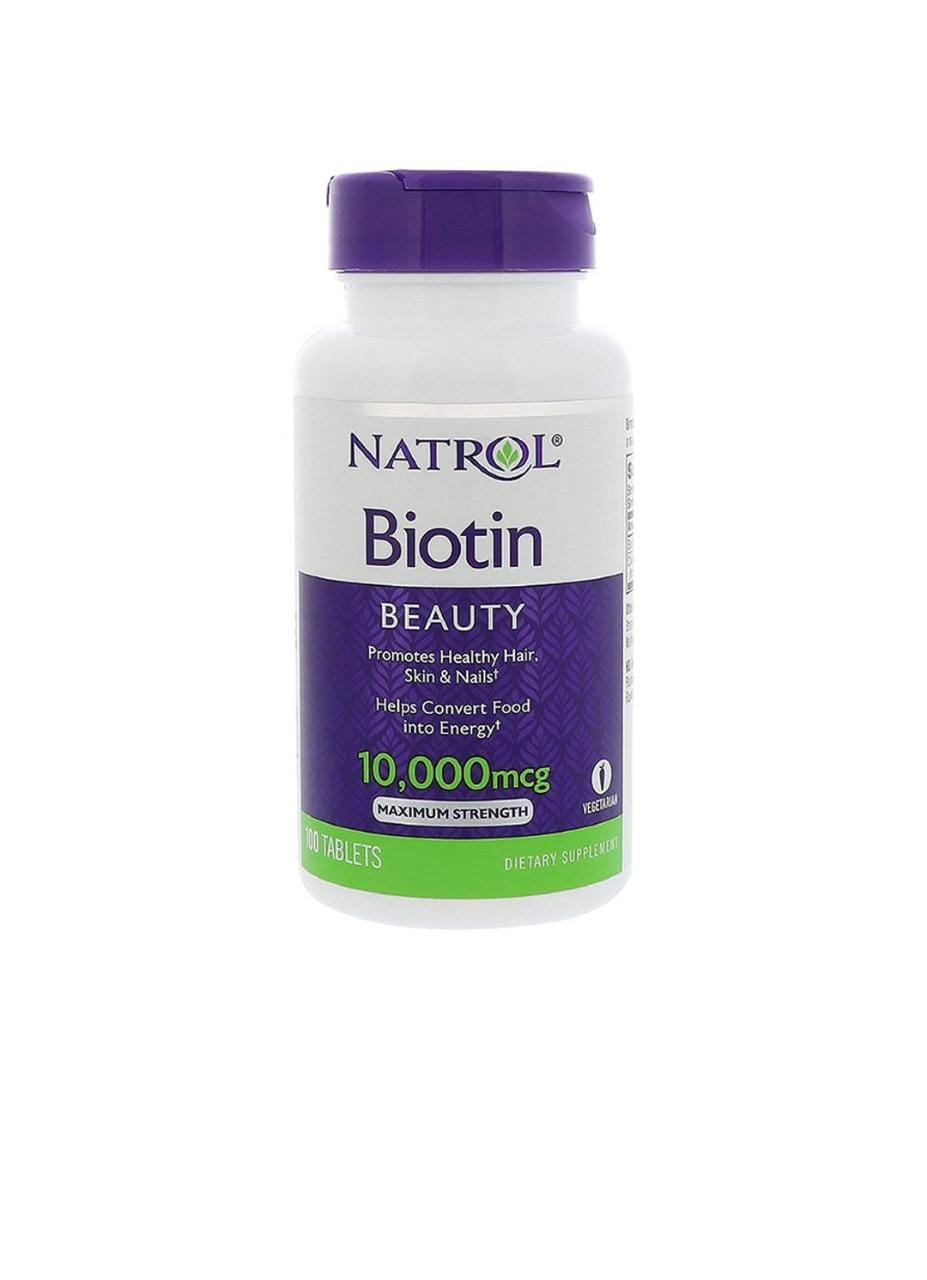 NATROL®
Biotin
BEAUTY
Promotes Healthy Hair,
Skin & Nails†
Helps Convert Food
into Energy†
10,000mcg
MAXIMUM STRENGTH
VEGETARIAN
100 TABLETS
DIETARY SUPPLEMENT